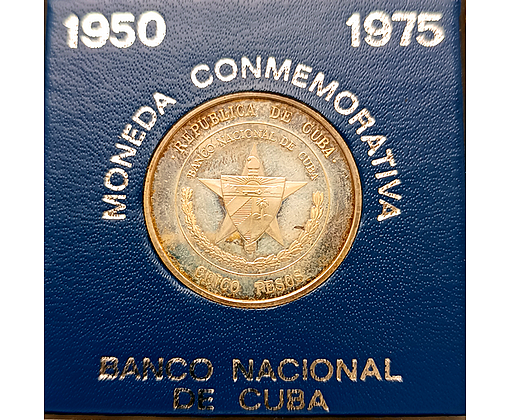 1950 1975
MONEDA CONMEMORATIVA
REPUBLICA DE CUBA
BANCO NACIONAL DE CUBA
CINCO PESOS
BANCO NACIONAL
DE CUBA